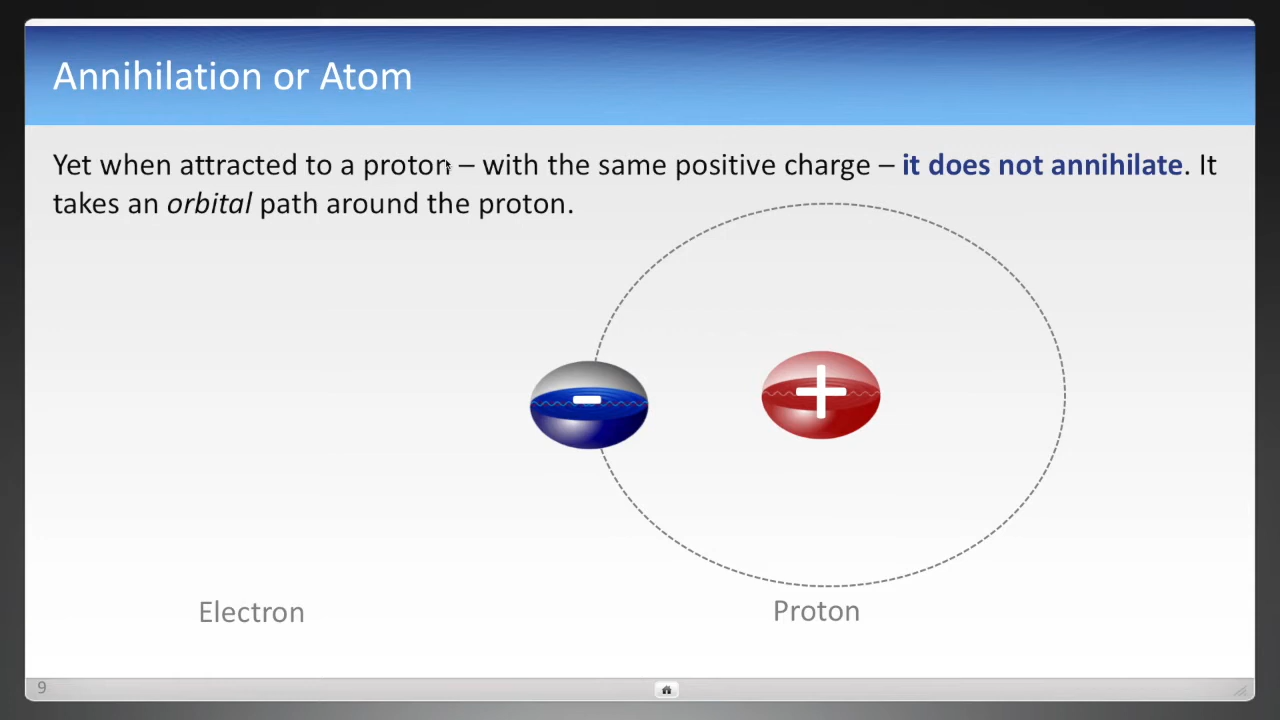 Annihilation or Atom
Yet when attracted to a proton – with the same positive charge – it does not annihilate. It
takes an orbital path around the proton.
Electron
Proton
9